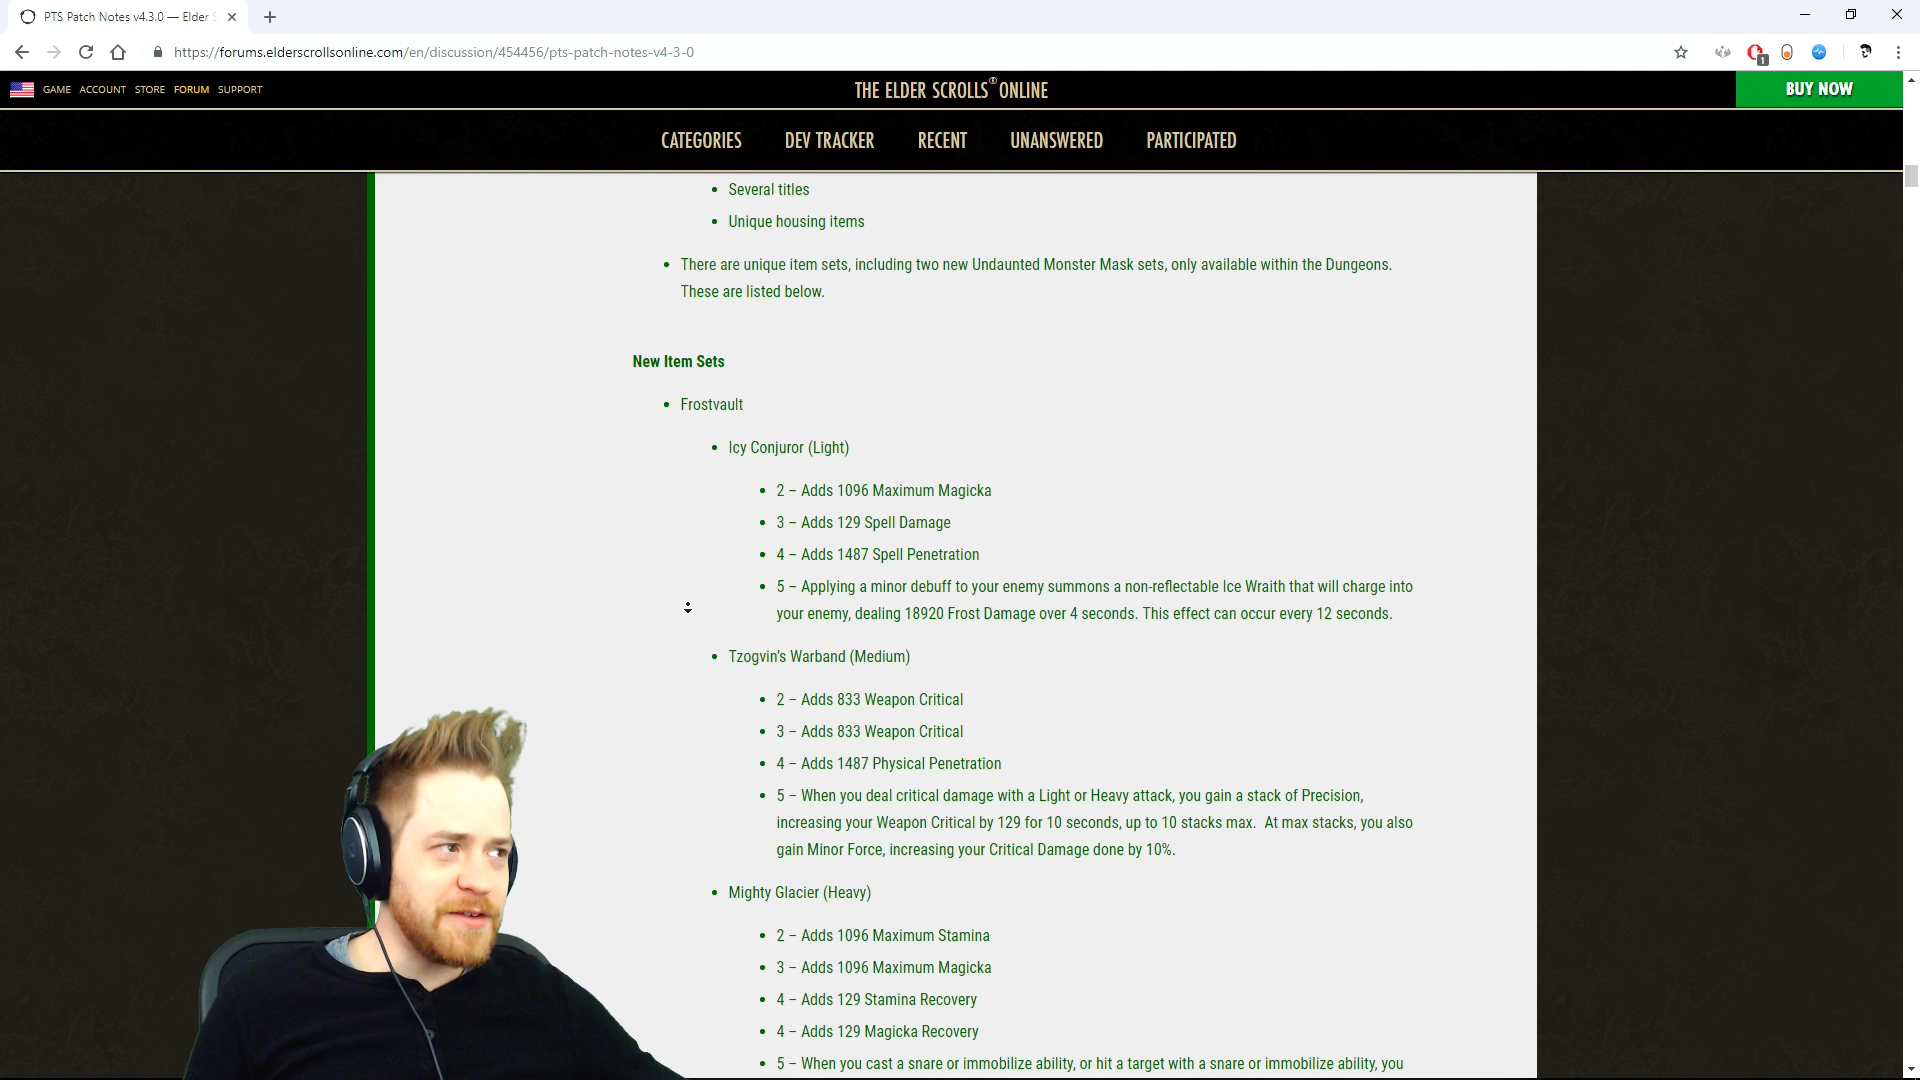 PTS Patch Notes v4.3.0 — Elder S
https://forums.elderscrollsonline.com/en/discussion/454456/pts-patch-notes-v4-3-0
1
GAME ACCOUNT STORE FORUM SUPPORT
THE ELDER SCROLLS ONLINE
BUY NOW
CATEGORIES DEV TRACKER RECENT UNANSWERED PARTICIPATED
• Several titles
• Unique housing items
• There are unique item sets, including two new Undaunted Monster Mask sets, only available within the Dungeons.
These are listed below.
New Item Sets
• Frostvault
• Icy Conjuror (Light)
• 2 – Adds 1096 Maximum Magicka
• 3 – Adds 129 Spell Damage
• 4 – Adds 1487 Spell Penetration
• 5 – Applying a minor debuff to your enemy summons a non-reflectable Ice Wraith that will charge into
your enemy, dealing 18920 Frost Damage over 4 seconds. This effect can occur every 12 seconds.
• Tzogvin's Warband (Medium)
• 2 – Adds 833 Weapon Critical
• 3 – Adds 833 Weapon Critical
• 4 – Adds 1487 Physical Penetration
• 5 – When you deal critical damage with a Light or Heavy attack, you gain a stack of Precision,
increasing your Weapon Critical by 129 for 10 seconds, up to 10 stacks max. At max stacks, you also
gain Minor Force, increasing your Critical Damage done by 10%.
• Mighty Glacier (Heavy)
• 2 – Adds 1096 Maximum Stamina
• 3 – Adds 1096 Maximum Magicka
• 4 – Adds 129 Stamina Recovery
• 4 – Adds 129 Magicka Recovery
• 5 – When you cast a snare or immobilize ability, or hit a target with a snare or immobilize ability, you